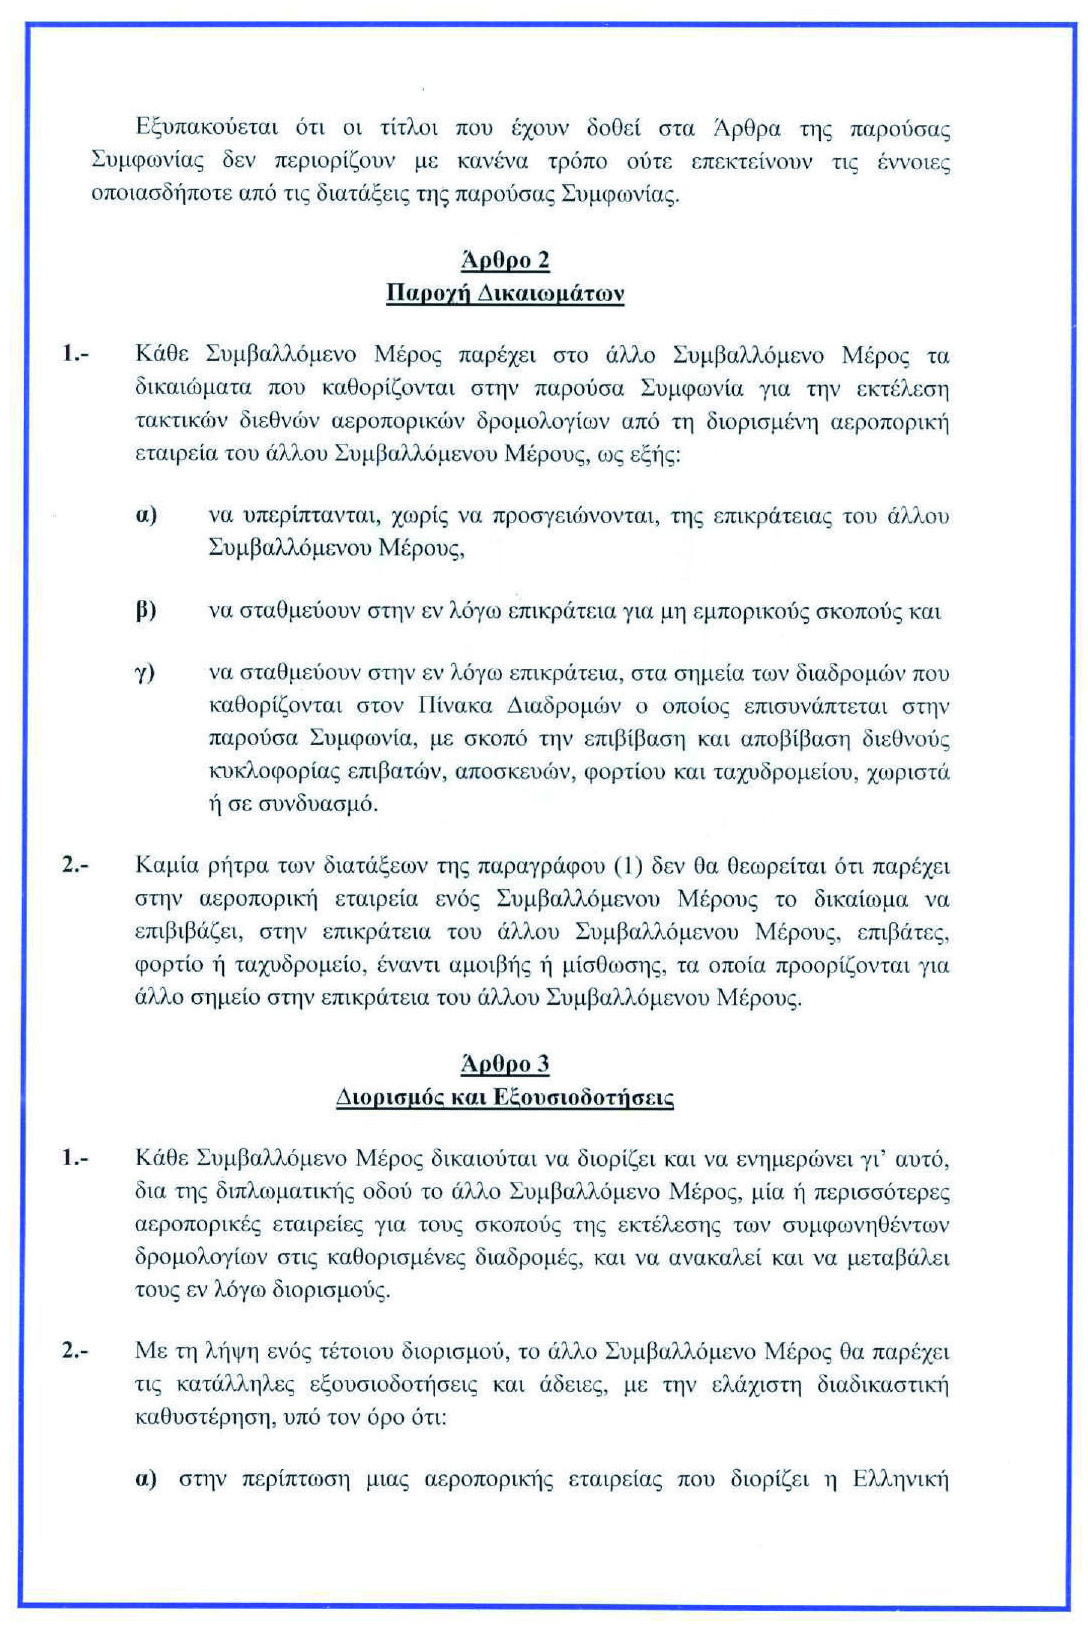 Εξυπακούεται ότι οι τίτλοι που έχουν δοθεί στα Άρθρα της παρούσας
Συμφωνίας δεν περιορίζουν με κανένα τρόπο ούτε επεκτείνουν τις έννοιες
οποιασδήποτε από τις διατάξεις της παρούσας Συμφωνίας.
Άρθρο 2
Παροχή Δικαιωμάτων
1.- Κάθε Συμβαλλόμενο Μέρος παρέχει στο άλλο Συμβαλλόμενο Μέρος τα
δικαιώματα που καθορίζονται στην παρούσα Συμφωνία για την εκτέλεση
τακτικών διεθνών αεροπορικών δρομολογίων από τη διορισμένη αεροπορική
εταιρεία του άλλου Συμβαλλόμενου Μέρους, ως εξής:
α) να υπερίπτανται, χωρίς να προσγειώνονται, της επικράτειας του άλλου
Συμβαλλόμενου Μέρους,
β) να σταθμεύουν στην εν λόγω επικράτεια για μη εμπορικούς σκοπούς και
γ) να σταθμεύουν στην εν λόγω επικράτεια, στα σημεία των διαδρομών που
καθορίζονται στον Πίνακα Διαδρομών ο οποίος επισυνάπτεται στην
παρούσα Συμφωνία, με σκοπό την επιβίβαση και αποβίβαση διεθνούς
κυκλοφορίας επιβατών, αποσκευών, φορτίου και ταχυδρομείου, χωριστά
ή σε συνδυασμό.
2.- Καμία ρήτρα των διατάξεων της παραγράφου (1) δεν θα θεωρείται ότι παρέχει
στην αεροπορική εταιρεία ενός Συμβαλλόμενου Μέρους το δικαίωμα να
επιβιβάζει, στην επικράτεια του άλλου Συμβαλλόμενου Μέρους, επιβάτες,
φορτίο ή ταχυδρομείο, έναντι αμοιβής ή μίσθωσης, τα οποία προορίζονται για
άλλο σημείο στην επικράτεια του άλλου Συμβαλλόμενου Μέρους.
Άρθρο 3
Διορισμός και Εξουσιοδοτήσεις
1.- Κάθε Συμβαλλόμενο Μέρος δικαιούται να διορίζει και να ενημερώνει γι’ αυτό,
δια της διπλωματικής οδού το άλλο Συμβαλλόμενο Μέρος, μία ή περισσότερες
αεροπορικές εταιρείες για τους σκοπούς της εκτέλεσης των συμφωνηθέντων
δρομολογίων στις καθορισμένες διαδρομές, και να ανακαλεί και να μεταβάλει
τους εν λόγω διορισμούς.
2.- Με τη λήψη ενός τέτοιου διορισμού, το άλλο Συμβαλλόμενο Μέρος θα παρέχει
τις κατάλληλες εξουσιοδοτήσεις και άδειες, με την ελάχιστη διαδικαστική
καθυστέρηση, υπό τον όρο ότι:
α) στην περίπτωση μιας αεροπορικής εταιρείας που διορίζει η Ελληνική